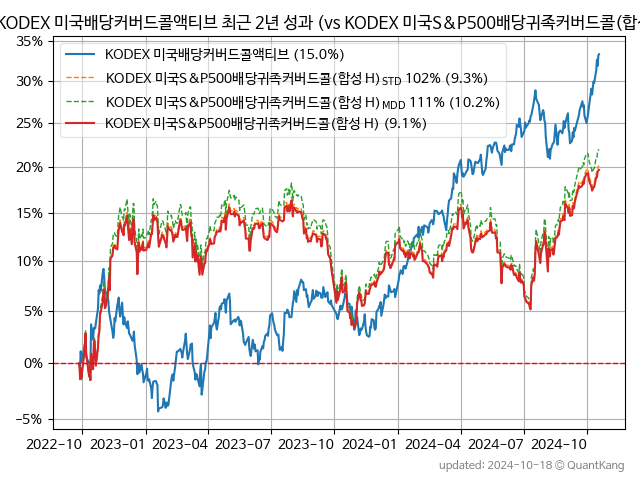 KODEX 미국배당커버드콜액티브 최근 2년 성과 (vs KODEX 미국S&P500배당귀족커버드콜(합성
35%
30%
25%
20%
15%
10%
5%
0%
−5%
KODEX 미국배당커버드콜액티브 (15.0%)
KODEX 미국S&P500배당귀족커버드콜(합성 H) STD 102% (9.3%)
KODEX 미국S&P500배당귀족커버드콜(합성 H) MDD 111% (10.2%)
KODEX 미국S&P500배당귀족커버드콜(합성 H) (9.1%)
2022-10 2023-01 2023-04 2023-07 2023-10 2024-01 2024-04 2024-07 2024-10
updated: 2024-10-18 © QuantKang